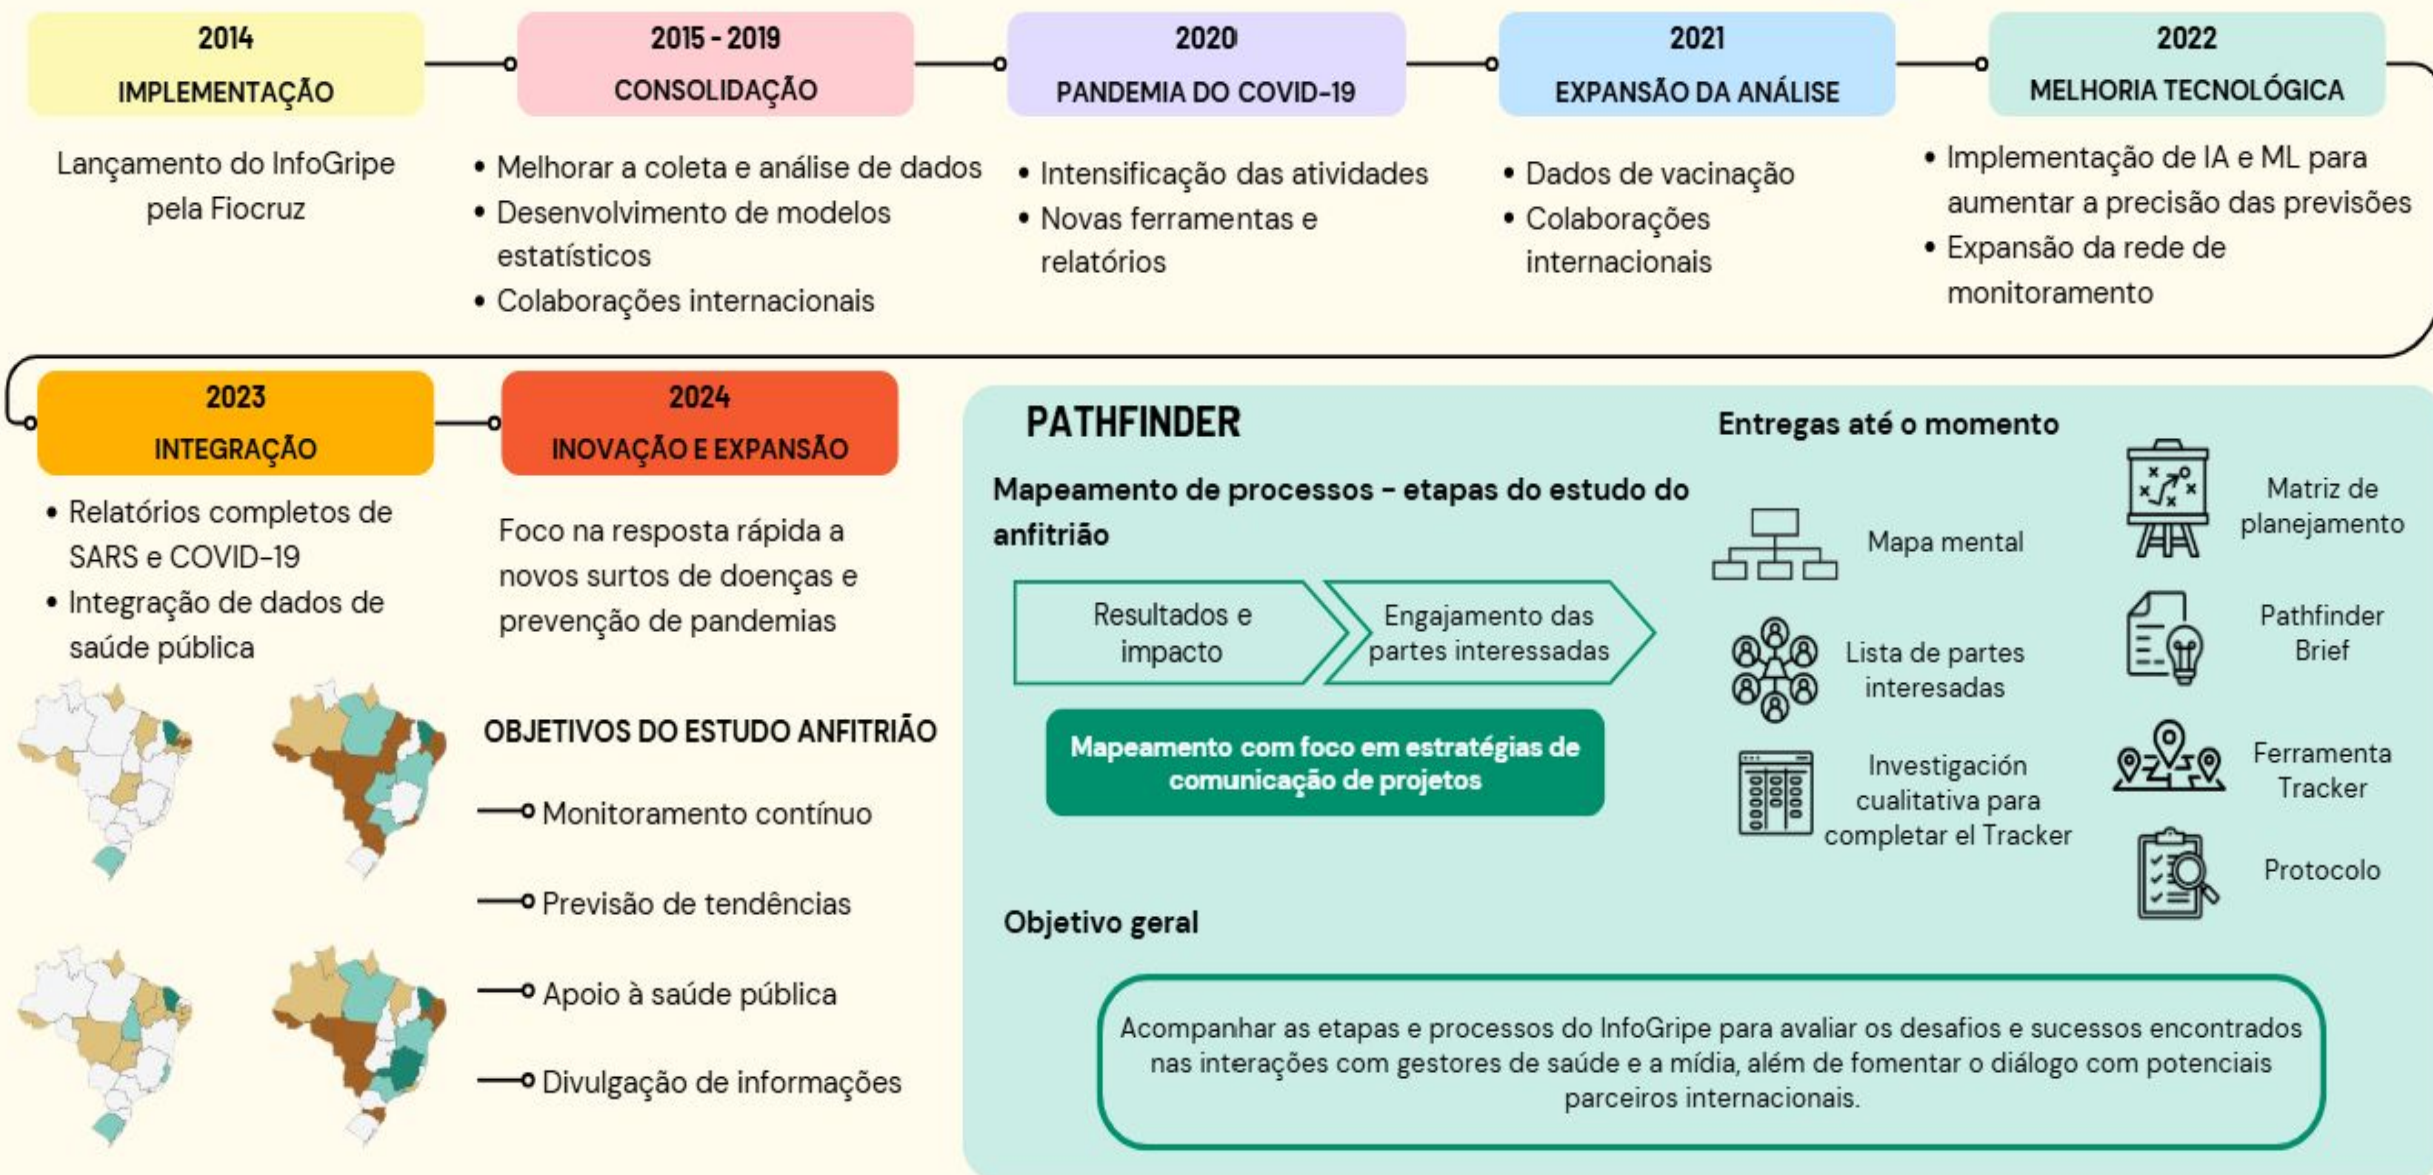 2014
IMPLEMENTAÇÃO
Lançamento do InfoGripe
pela Fiocruz
2015 - 2019
CONSOLIDAÇÃO
• Melhorar a coleta e análise de dados
• Desenvolvimento de modelos
estatísticos
• Colaborações internacionais
2020
PANDEMIA DO COVID-19
• Intensificação das atividades
• Novas ferramentas e
relatórios
2021
EXPANSÃO DA ANÁLISE
• Dados de vacinação
• Colaborações
internacionais
2022
MELHORIA TECNOLÓGICA
• Implementação de IA e ML para
aumentar a precisão das previsões
• Expansão da rede de
monitoramento
2023
INTEGRAÇÃO
• Relatórios completos de
SARS e COVID-19
• Integração de dados de
saúde pública
2024
INOVAÇÃO E EXPANSÃO
Foco na resposta rápida a
novos surtos de doenças e
prevenção de pandemias
OBJETIVOS DO ESTUDO ANFITRIÃO
Monitoramento contínuo
Previsão de tendências
Apoio à saúde pública
Divulgação de informações
PATHFINDER
Mapeamento de processos - etapas do estudo do
anfitrião
Resultados e
impacto
Engajamento das
partes interessadas
Mapeamento com foco em estratégias de
comunicação de projetos
Entregas até o momento
Mapa mental
Lista de partes
interesadas
Investigación
cualitativa para
completar el Tracker
Matriz de
planejamento
Pathfinder
Brief
Ferramenta
Tracker
Protocolo
Objetivo geral
Acompanhar as etapas e processos do InfoGripe para avaliar os desafios e sucessos encontrados
nas interações com gestores de saúde e a mídia, além de fomentar o diálogo com potenciais
parceiros internacionais.